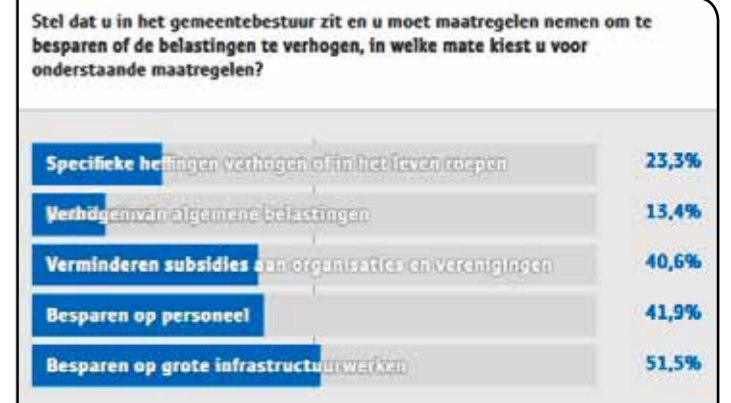 Stel dat u in het gemeentebestuur zit en u moet maatregelen nemen om te
besparen of de belastingen te verhogen, in welke mate kiest u voor
onderstaande maatregelen?
Specifieke heffingen verhogen of in het leven roepen 23,3%
Verhogen van algemene belastingen 13,4%
Verminderen subsidies aan organisaties en verenigingen 40,6%
Besparen op personeel 41,9%
Besparen op grote infrastructuurwerken 51,5%